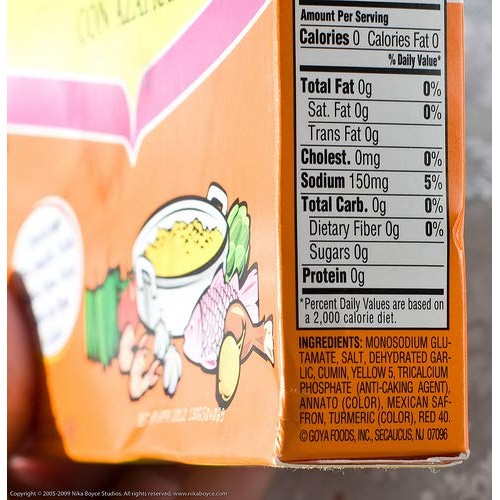 CON AZAFRÁN
Amount Per Serving
Calories 0 Calories Fat 0
% Daily Value*
Total Fat 0g 0%
Sat. Fat 0g 0%
Trans Fat 0g
Cholest. 0mg 0%
Sodium 150mg 5%
Total Carb. 0g 0%
Dietary Fiber 0g 0%
Sugars 0g
Protein 0g
*Percent Daily Values are based on
a 2,000 calorie diet.
INGREDIENTS: MONOSODIUM GLU-
TAMATE, SALT, DEHYDRATED GAR-
LIC, CUMIN, YELLOW 5, TRICALCIUM
PHOSPHATE (ANTI-CAKING AGENT),
ANNATO (COLOR), MEXICAN SAF-
FRON, TURMERIC (COLOR), RED 40.
©GOYA FOODS, INC., SECAUCUS, NJ 07096
Copyright © 2005-2009 Nika Boyce Studios. All rights reserved. www.nikaboyce.com